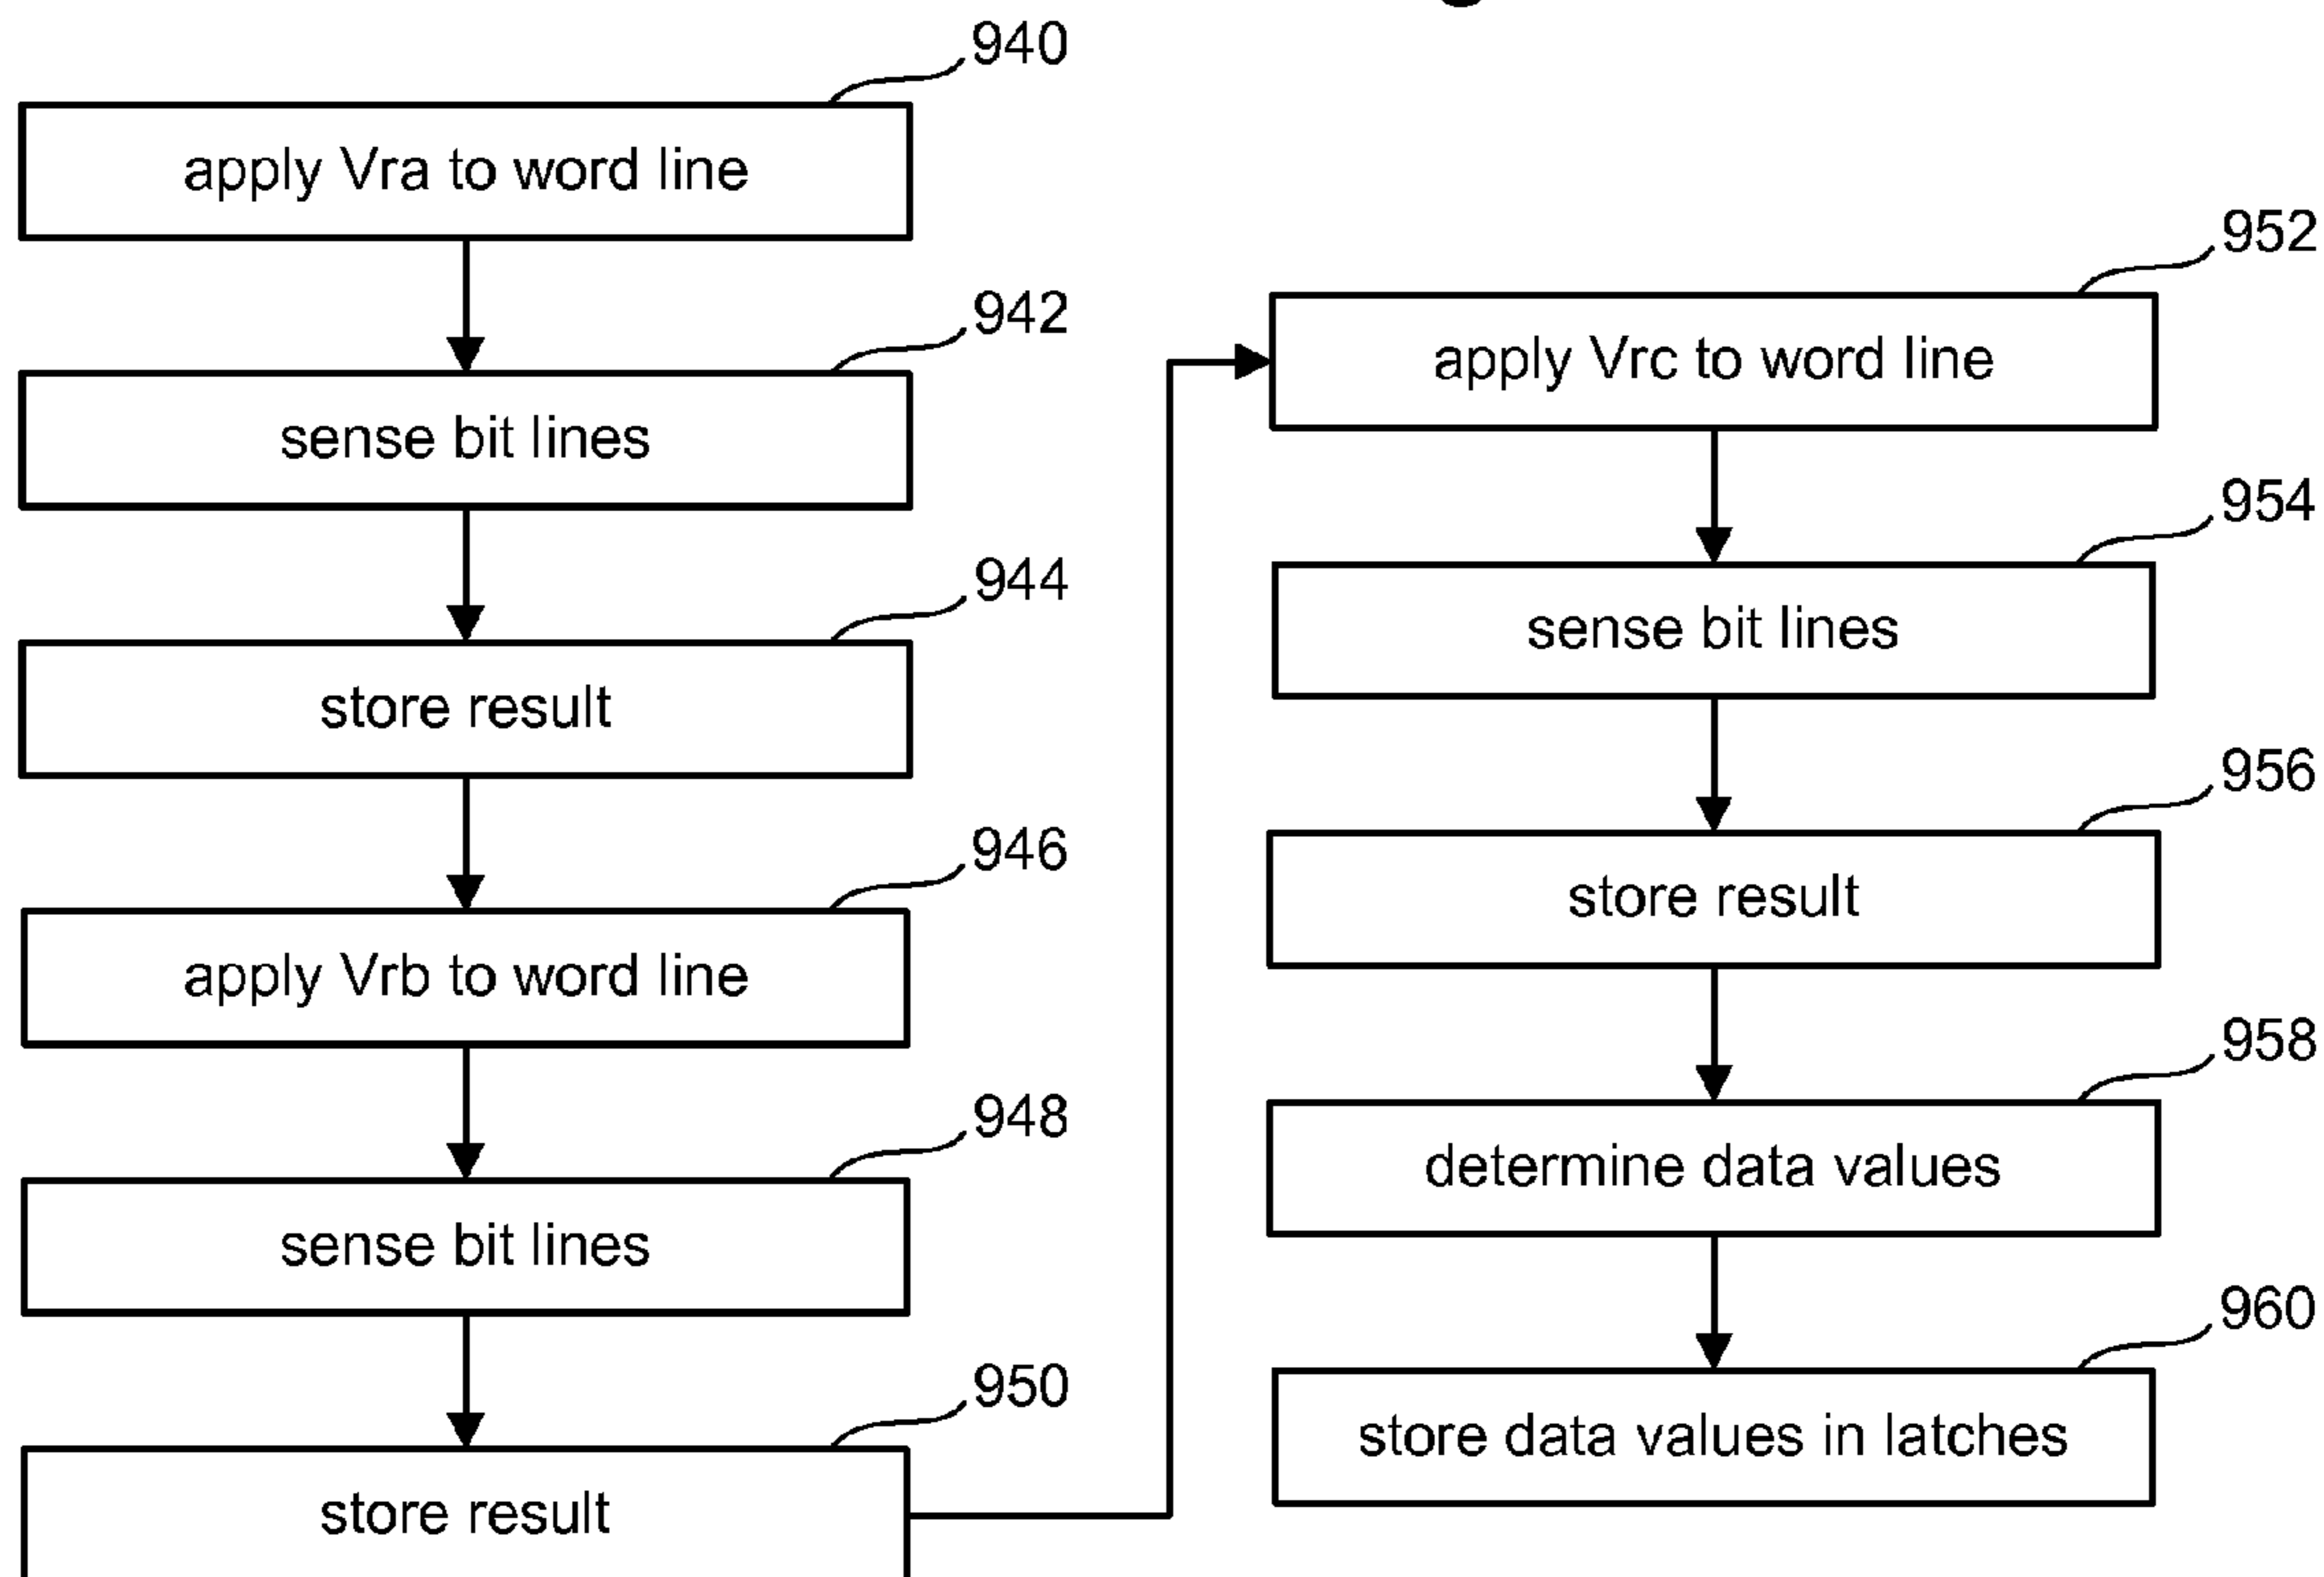 940
apply Vra to word line
942
sense bit lines
944
store result
946
apply Vrb to word line
948
sense bit lines
950
store result
952
apply Vrc to word line
954
sense bit lines
956
store result
958
determine data values
960
store data values in latches